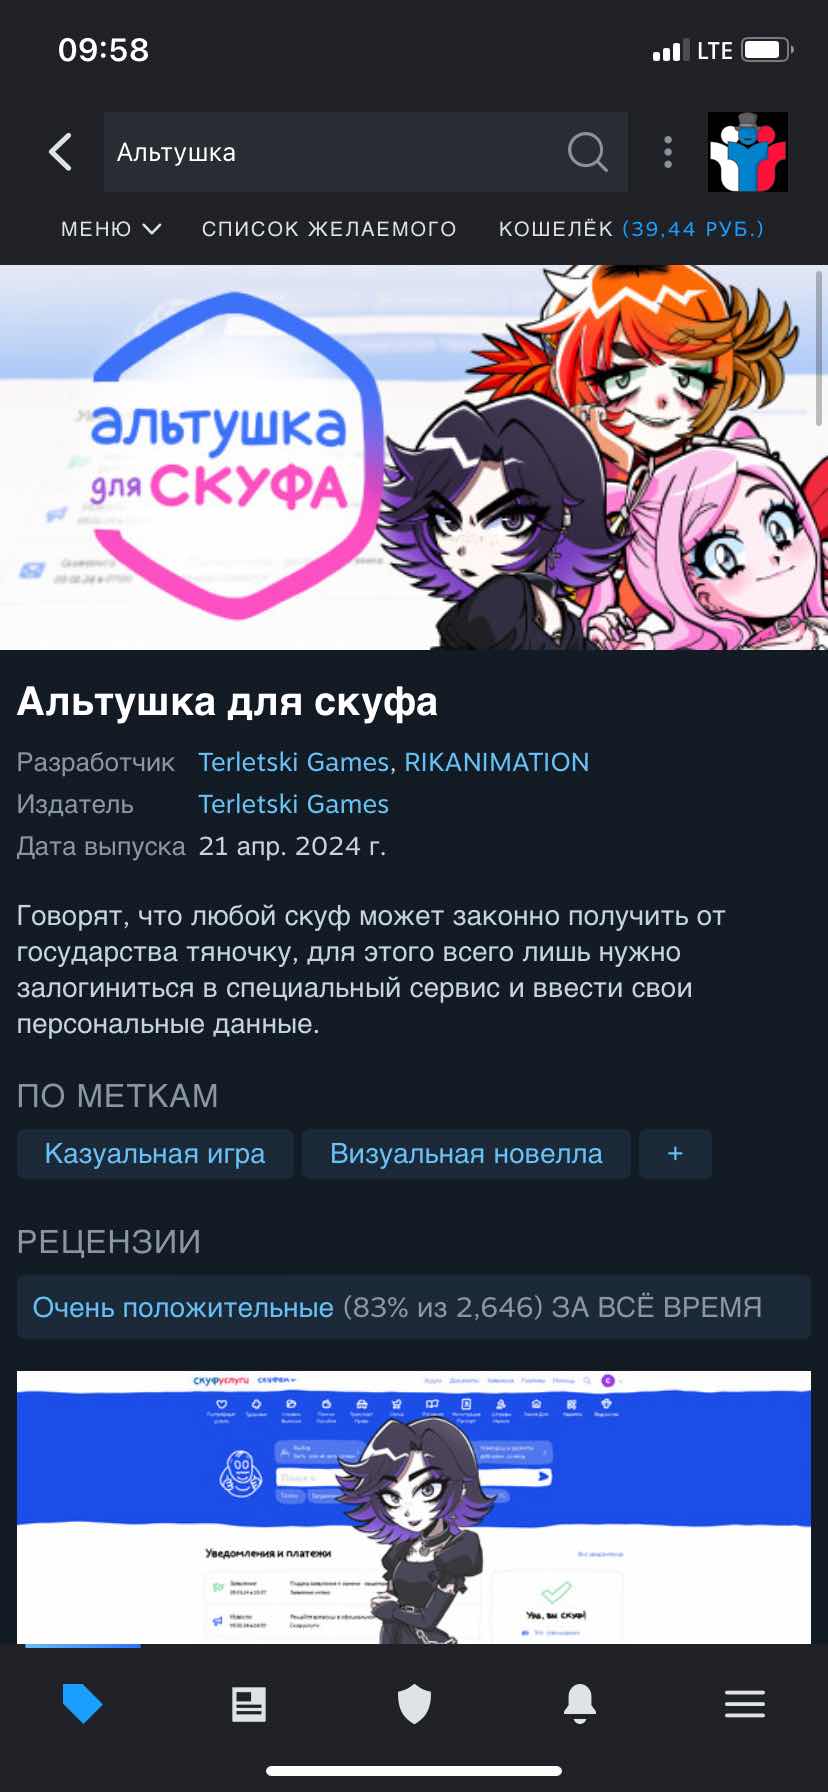 09:58
LTE
Альтушка
МЕНЮ СПИСОК ЖЕЛАЕМОГО КОШЕЛЁК (39,44 РУБ.)
альтушка
для СКУФА
Альтушка для скуфа
Разработчик Terletski Games, RIKANIMATION
Издатель Terletski Games
Дата выпуска 21 апр. 2024 г.
Говорят, что любой скуф может законно получить от
государства тяночку, для этого всего лишь нужно
залогиниться в специальный сервис и ввести свои
персональные данные.
ПО МЕТКАМ
Казуальная игра Визуальная новелла +
РЕЦЕНЗИИ
Очень положительные (83% из 2,646) ЗА ВСЁ ВРЕМЯ
скуфуслуги
Уведомления и платежи
Ура, вы скуф!